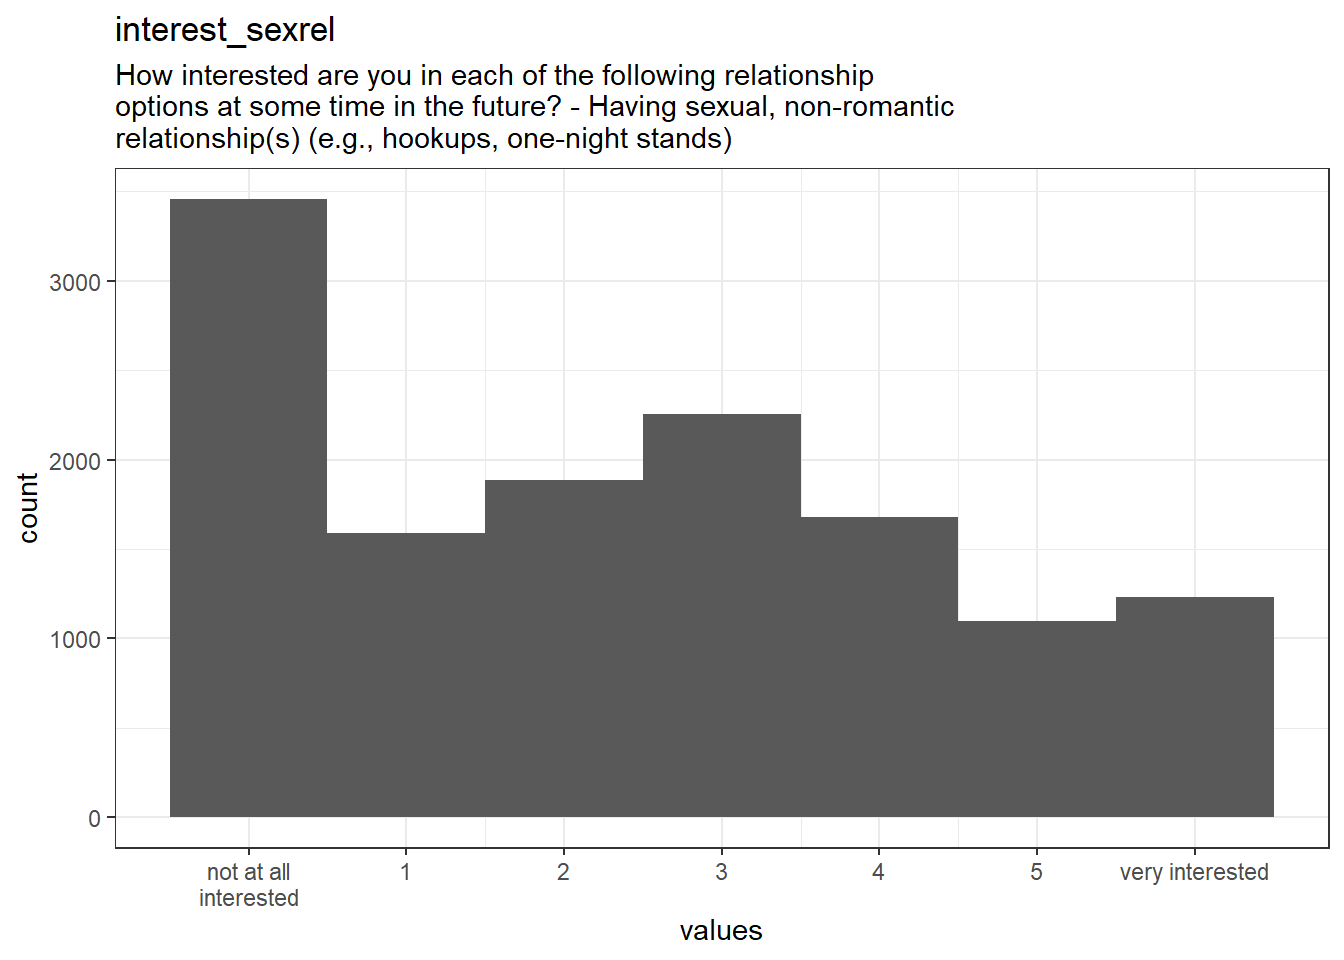 interest_sexrel
How interested are you in each of the following relationship
options at some time in the future? - Having sexual, non-romantic
relationship(s) (e.g., hookups, one-night stands)
count
3000
2000
1000
0
not at all
interested
1
2
3
4
5
very interested
values